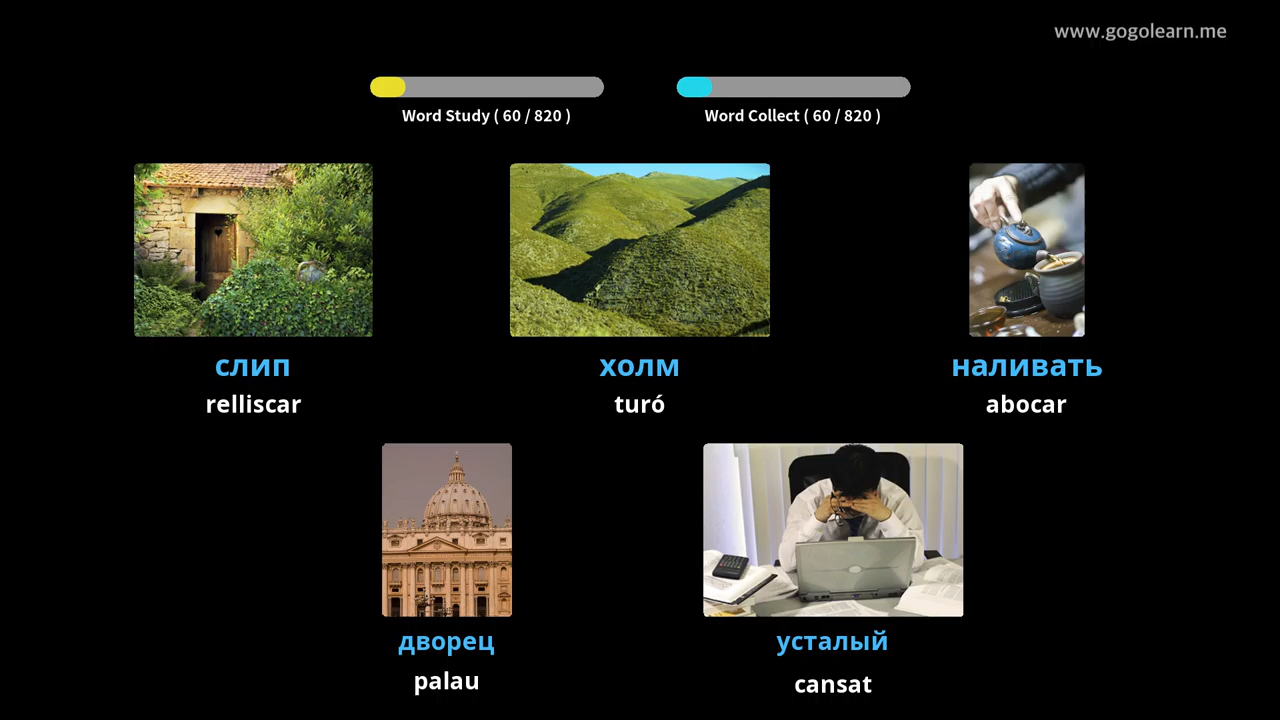 www.gogolearn.me
Word Study ( 60 / 820 )
Word Collect ( 60 / 820 )
слип
холм
наливать
relliscar
turó
abocar
дворец
усталый
palau
cansat